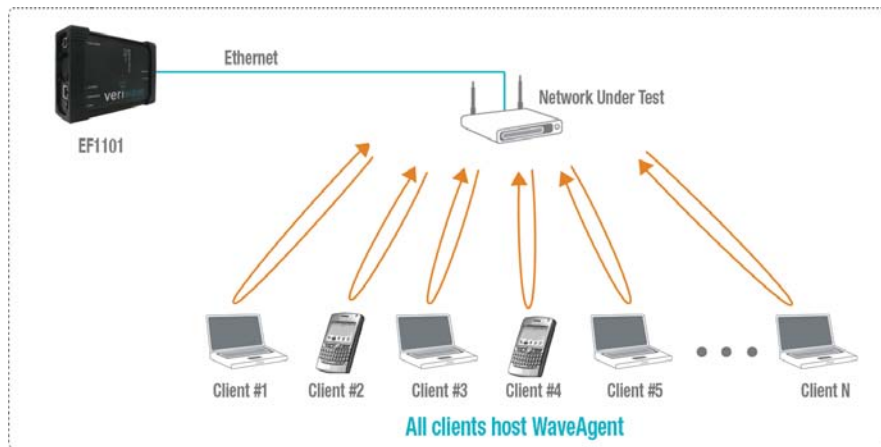 Ethernet
Network Under Test
veriwave
EF1101
Client #1
Client #2
Client #3
Client #4
Client #5
Client N
All clients host WaveAgent